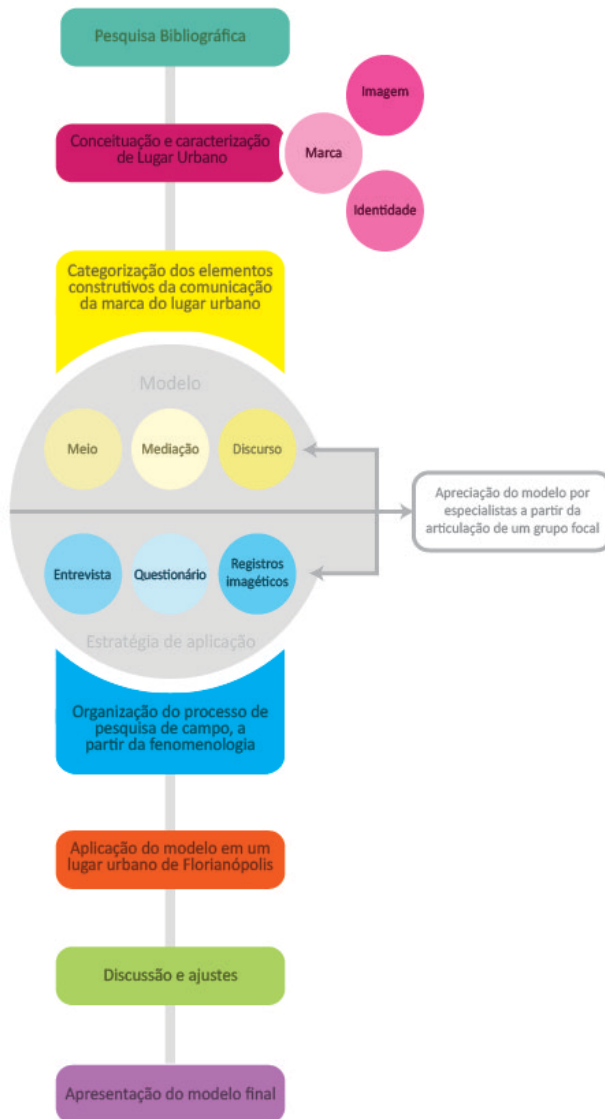 Pesquisa Bibliográfica
Imagem
Conceituação e caracterização
de Lugar Urbano
Marca
Identidade
Categorização dos elementos
construtivos da comunicação
da marca do lugar urbano
Modelo
Meio
Mediação
Discurso
Apreciação do modelo por
especialistas a partir da
articulação de um grupo focal
Entrevista
Questionário
Registros
imagéticos
Estratégia de aplicação
Organização do processo de
pesquisa de campo, a
partir da fenomenologia
Aplicação do modelo em um
lugar urbano de Florianópolis
Discussão e ajustes
Apresentação do modelo final